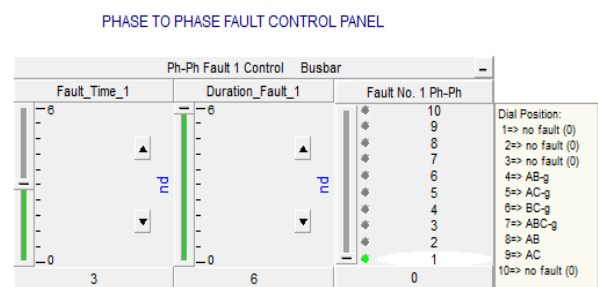 PHASE TO PHASE FAULT CONTROL PANEL
Ph-Ph Fault 1 Control Busbar
Fault_Time_1
Duration_Fault_1
Fault No. 1 Ph-Ph
6
0
pu
3
6
0
pu
6
10
9
8
7
6
5
4
3
2
1
0
Dial Position:
1=> no fault (0)
2=> no fault (0)
3=> no fault (0)
4=> AB-g
5=> AC-g
6=> BC-g
7=> ABC-g
8=> AB
9=> AC
10=> no fault (0)